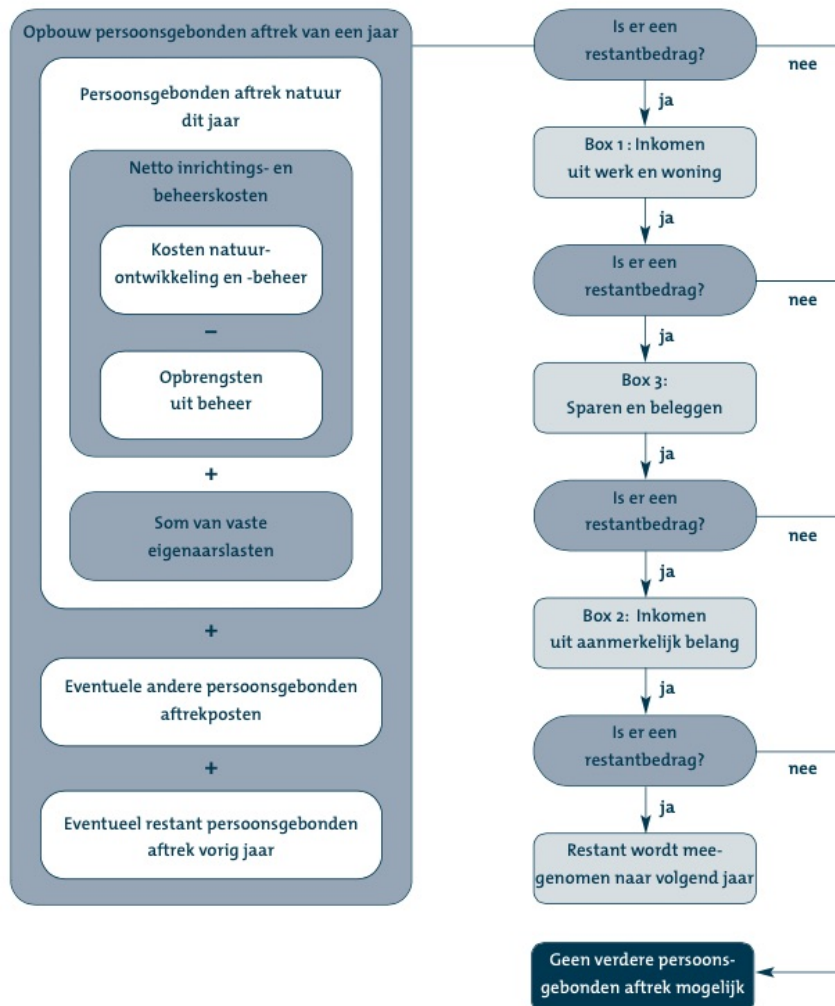 Opbouw persoonsgebonden aftrek van een jaar
Persoonsgebonden aftrek natuur
dit jaar
Netto inrichtings- en
beheerskosten
Kosten natuur-
ontwikkeling en -beheer
–
Opbrengsten
uit beheer
+
Som van vaste
eigenaarslasten
+
Eventuele andere persoonsgebonden
aftrekposten
+
Eventueel restant persoonsgebonden
aftrek vorig jaar
Is er een
restantbedrag?
nee
ja
Box 1 : Inkomen
uit werk en woning
ja
Is er een
restantbedrag?
nee
ja
Box 3:
Sparen en beleggen
ja
Is er een
restantbedrag?
nee
ja
Box 2: Inkomen
uit aanmerkelijk belang
ja
Is er een
restantbedrag?
nee
ja
Restant wordt mee-
genomen naar volgend jaar
Geen verdere persoons-
gebonden aftrek mogelijk